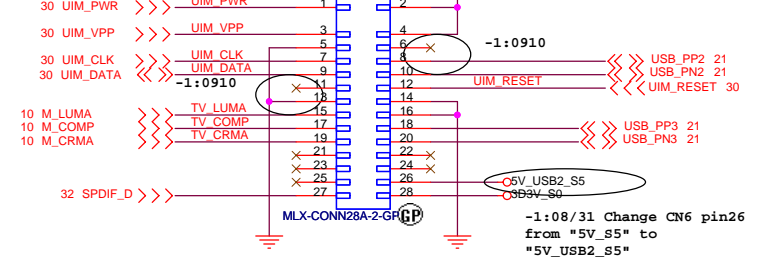 30 UIM_PWR UIM_PWR 1 2
30 UIM_VPP UIM_VPP 3 4
5 6 -1:0910
30 UIM_CLK UIM_CLK 7 8 USB_PP2 21
30 UIM_DATA UIM_DATA 9 10 USB_PN2 21
-1:0910 11 12 UIM_RESET UIM_RESET 30
13 14
10 M_LUMA TV_LUMA 15 16
10 M_COMP TV_COMP 17 18 USB_PP3 21
10 M_CRMA TV_CRMA 19 20 USB_PN3 21
21 22
23 24
25 26 5V_USB2_S5
32 SPDIF_D 27 28 3D3V_S0
MLX-CONN28A-2-GP GP
-1:08/31 Change CN6 pin26
from "5V_S5" to
"5V_USB2_S5"